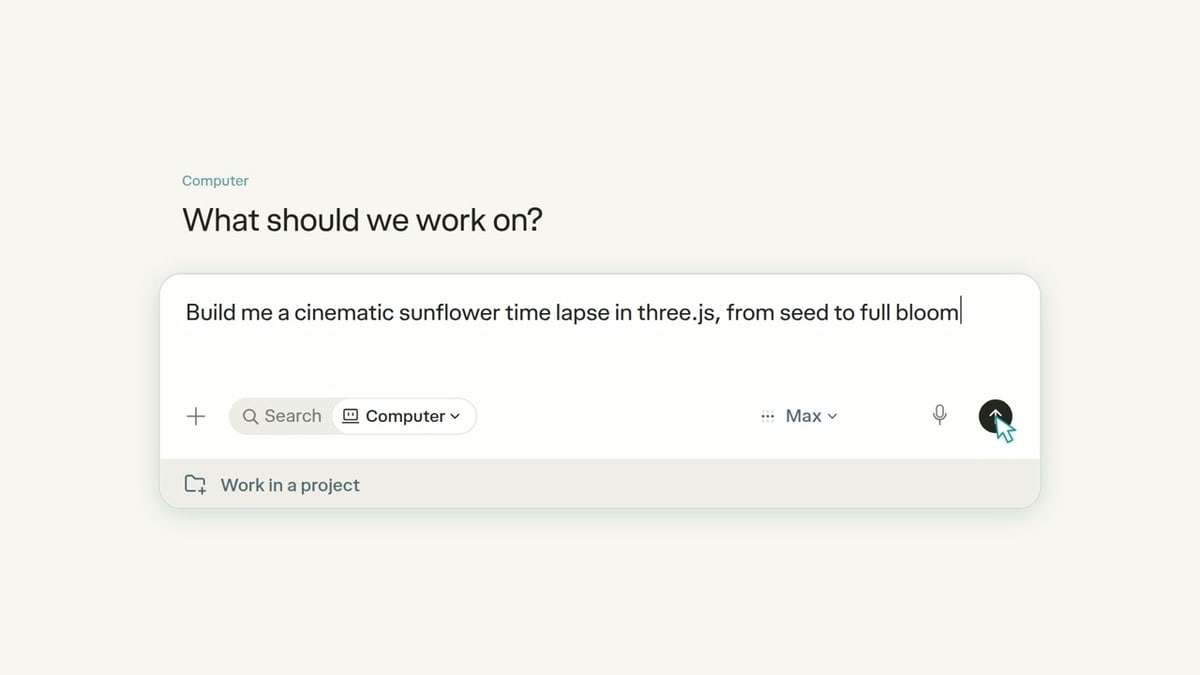 Computer
What should we work on?
Build me a cinematic sunflower time lapse in three.js, from seed to full bloom
Search
Computer
Max
Work in a project